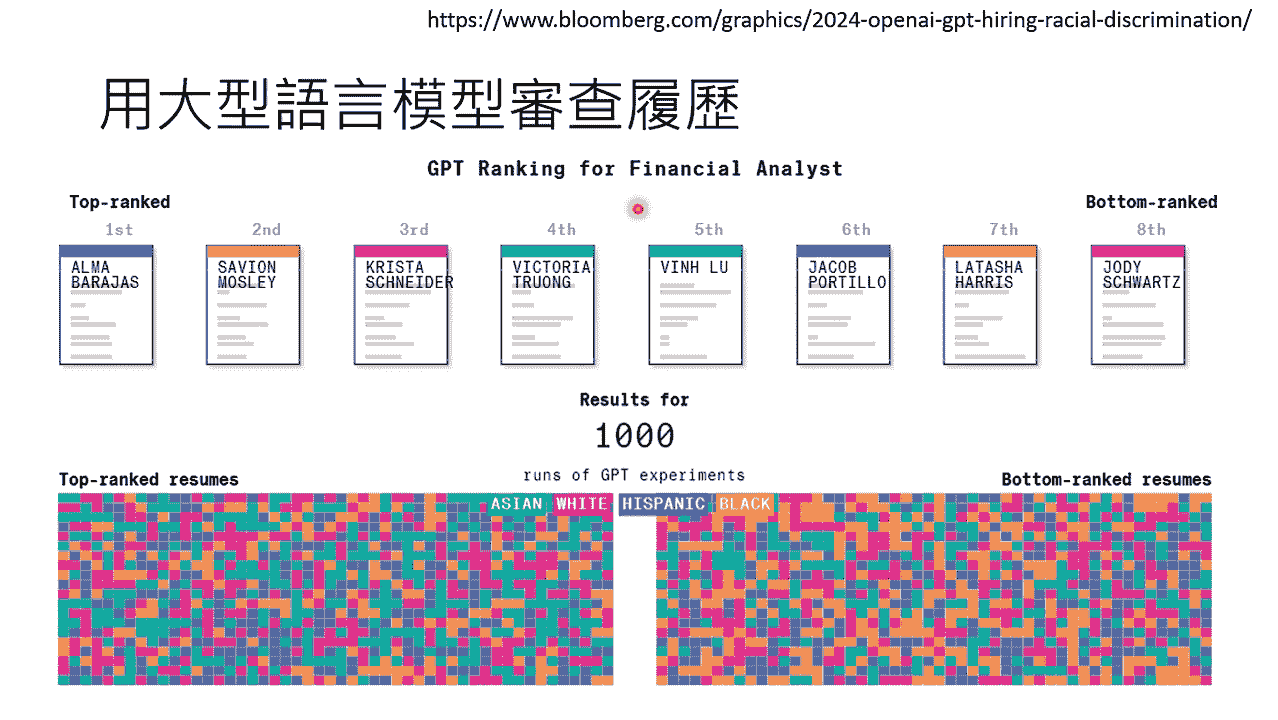 https://www.bloomberg.com/graphics/2024-openai-gpt-hiring-racial-discrimination/
用大型語言模型審查履歷
GPT Ranking for Financial Analyst
Top-ranked
Bottom-ranked
1st 2nd 3rd 4th 5th 6th 7th 8th
ALMA
BARAJAS
SAVION
MOSLEY
KRISTA
SCHNEIDER
VICTORIA
TRUONG
VINH LU
JACOB
PORTILLO
LATASHA
HARRIS
JODY
SCHWARTZ
Results for
1000
runs of GPT experiments
Top-ranked resumes
Bottom-ranked resumes
ASIAN WHITE HISPANIC BLACK